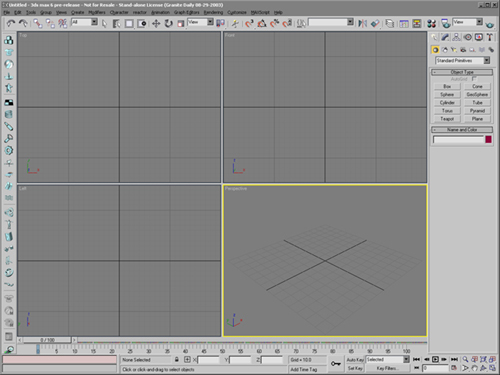 Untitled - 3ds max 6 pre-release - Not for Resale - Stand-alone License (Granite Daily 08-29-2003)
File Edit Tools Group Views Create Modifiers Character reactor Animation Graph Editors Rendering Customize MAXScript Help
View
View
Top
Front
Standard Primitives
Object Type
AutoGrid
Box Cone
Sphere GeoSphere
Cylinder Tube
Torus Pyramid
Teapot Plane
Name and Color
Left
Perspective
0 / 100
0 10 20 30 40 50 60 70 80 90 100
None Selected
X: Y: Z:
Grid = 10.0
Auto Key
Selected
Click or click-and-drag to select objects
Add Time Tag
Set Key
Key Filters...
0